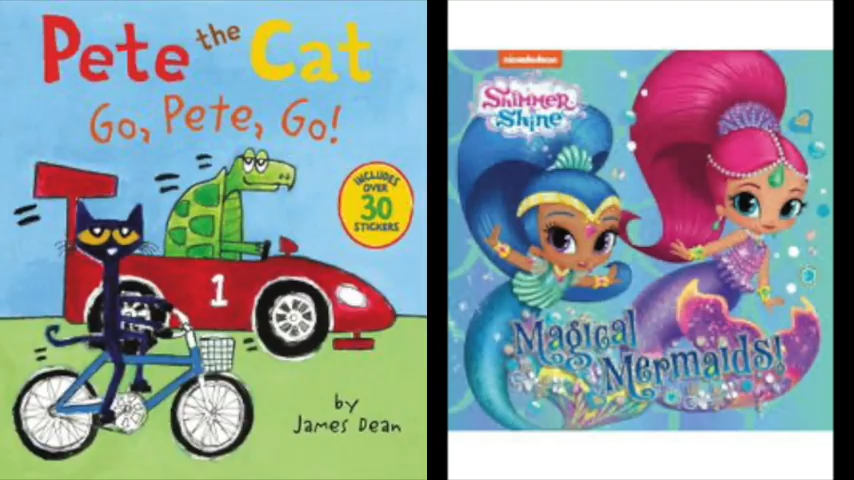 Pete the Cat
Go, Pete, Go!
INCLUDES
OVER
30
STICKERS
1
by
James Dean
nickelodeon
Shimmer
and
Shine
Magical
Mermaids!